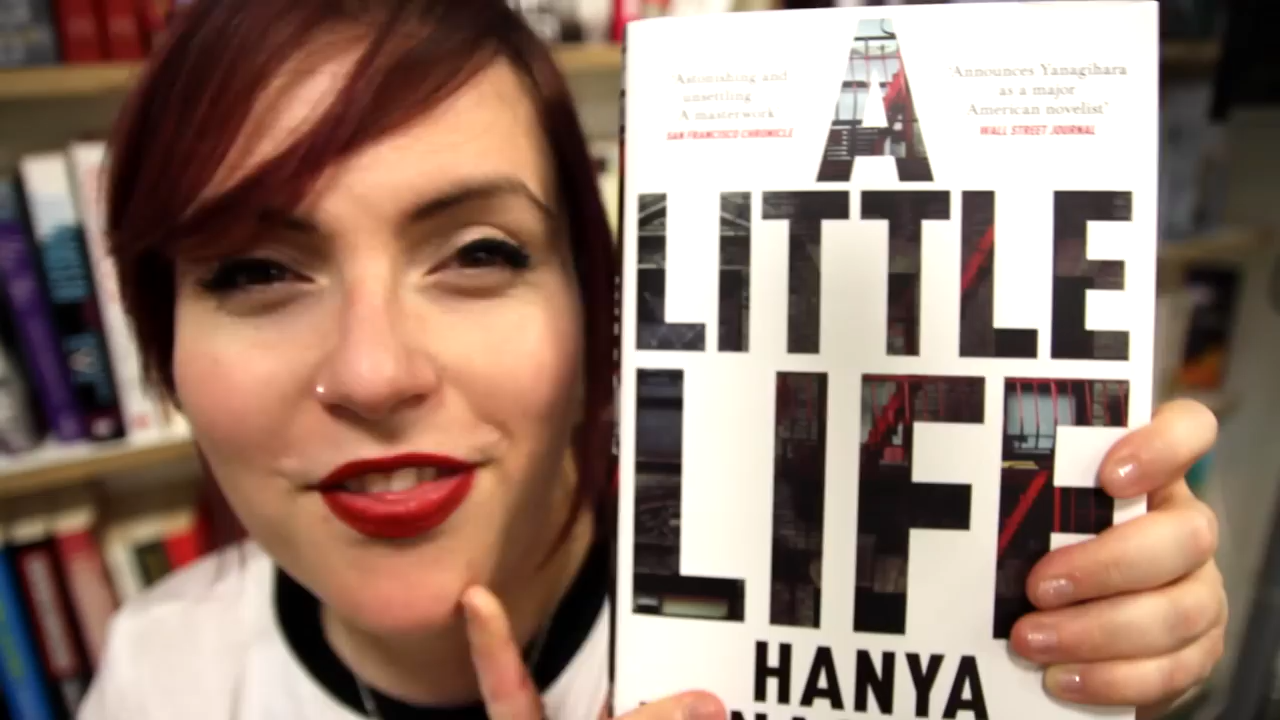 A
'Astonishing and
unsettling
A masterwork
SAN FRANCISCO CHRONICLE
'Announces Yanagihara
as a major
American novelist'
WALL STREET JOURNAL
LITTLE
LIFE
HANYA